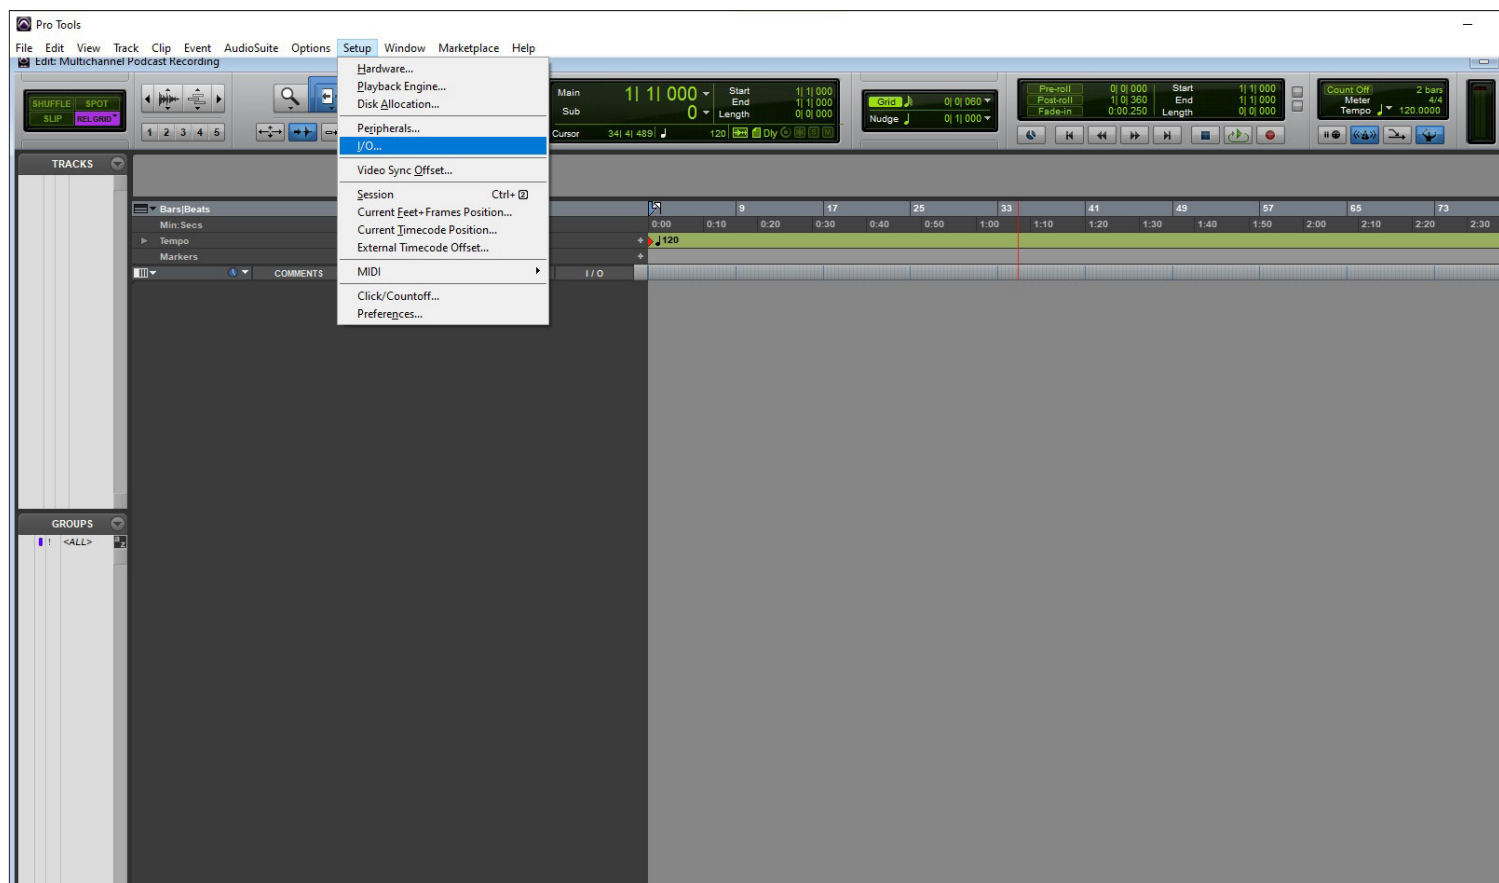 Pro Tools
File Edit View Track Clip Event AudioSuite Options Setup Window Marketplace Help
Edit: Multichannel Podcast Recording
SHUFFLE SPOT
SLIP REL GRID
1 2 3 4 5
Hardware...
Playback Engine...
Disk Allocation...
Peripherals...
I/O...
Video Sync Offset...
Session Ctrl+ 2
Current Feet+Frames Position...
Current Timecode Position...
External Timecode Offset...
MIDI
Click/Countoff...
Preferences...
Main 1| 1| 000
Sub 0
Start 1| 1| 000
End 1| 1| 000
Length 0| 0| 000
Cursor 34| 4| 489 120 Dly
Grid 0| 0| 060
Nudge 0| 1| 000
Pre-roll 0| 0| 000
Post-roll 1| 0| 360
Fade-in 0:00.250
Start 1| 1| 000
End 1| 1| 000
Length 0| 0| 000
Count Off 2 bars
Meter 4/4
Tempo 120.0000
TRACKS
Bars|Beats 9 17 25 33 41 49 57 65 73
Min:Secs 0:00 0:10 0:20 0:30 0:40 0:50 1:00 1:10 1:20 1:30 1:40 1:50 2:00 2:10 2:20 2:30
Tempo 120
Markers
COMMENTS I / O
GROUPS
! <ALL> a z